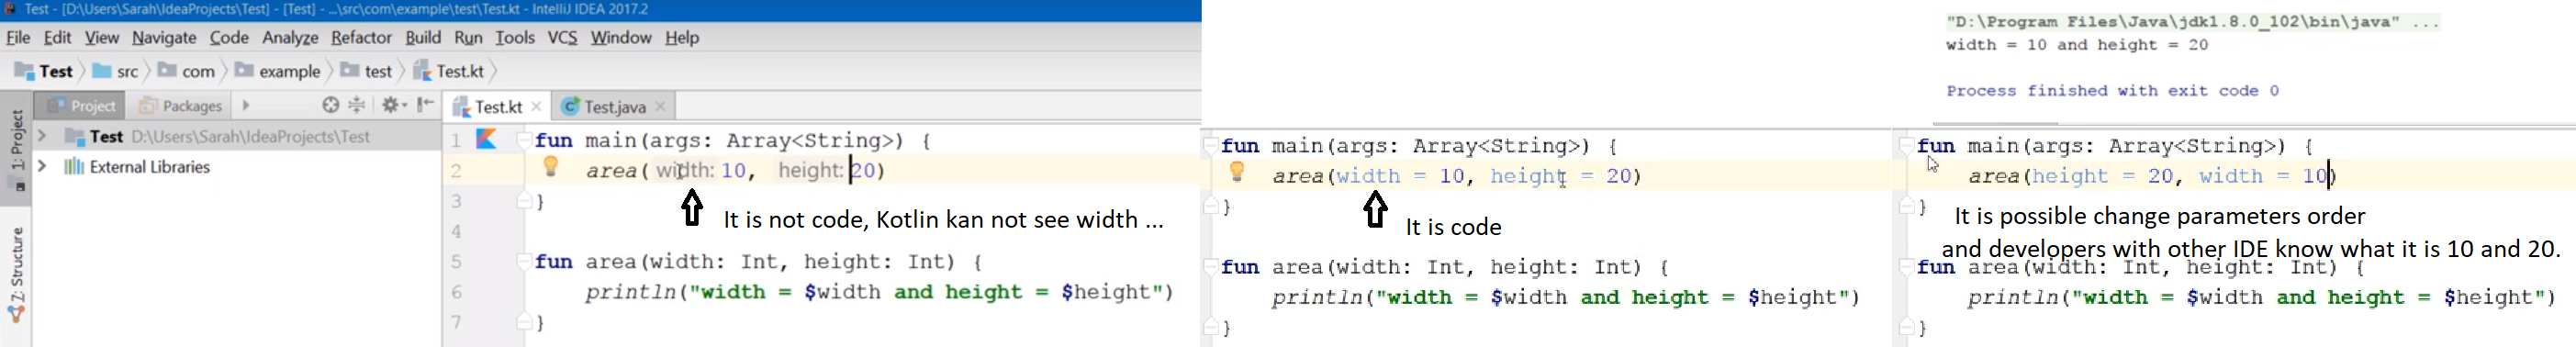 Test - [D:\Users\Sarah\IdeaProjects\Test] - [Test] - ...\src\com\example\test\Test.kt - IntelliJ IDEA 2017.2
File Edit View Navigate Code Analyze Refactor Build Run Tools VCS Window Help
Test src com example test Test.kt
Project Packages
1: Project
Z: Structure
Test D:\Users\Sarah\IdeaProjects\Test
External Libraries
Test.kt Test.java
1 fun main(args: Array<String>) {
2 area( width: 10, height: 20)
3 }
It is not code, Kotlin kan not see width ...
4
5 fun area(width: Int, height: Int) {
6 println("width = $width and height = $height")
7 }
fun main(args: Array<String>) {
area(width = 10, height = 20)
}
It is code
fun area(width: Int, height: Int) {
println("width = $width and height = $height")
}
"D:\Program Files\Java\jdk1.8.0_102\bin\java" ...
width = 10 and height = 20
Process finished with exit code 0
fun main(args: Array<String>) {
area(height = 20, width = 10)
}
It is possible change parameters order
and developers with other IDE know what it is 10 and 20.
fun area(width: Int, height: Int) {
println("width = $width and height = $height")
}